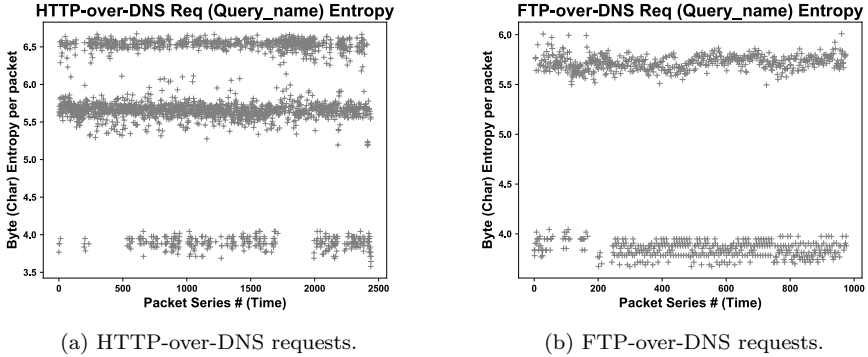 HTTP-over-DNS Req (Query_name) Entropy
Byte (Char) Entropy per packet
6.5
6.0
5.5
5.0
4.5
4.0
3.5
0 500 1000 1500 2000 2500
Packet Series # (Time)
(a) HTTP-over-DNS requests.
FTP-over-DNS Req (Query_name) Entropy
Byte (Char) Entropy per packet
6.0
5.5
5.0
4.5
4.0
0 200 400 600 800 1000
Packet Series # (Time)
(b) FTP-over-DNS requests.